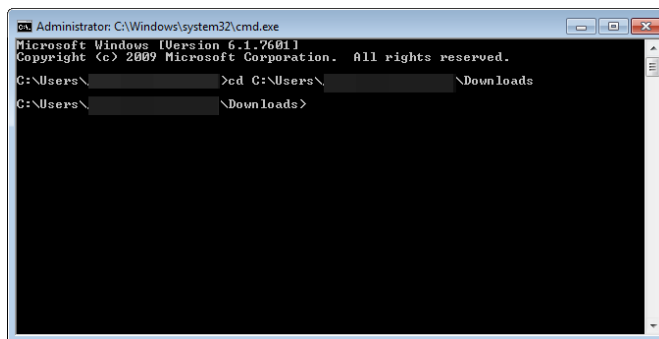 Administrator: C:\Windows\system32\cmd.exe
Microsoft Windows [Version 6.1.7601]
Copyright (c) 2009 Microsoft Corporation.  All rights reserved.
C:\Users\ >cd C:\Users\ \Downloads
C:\Users\ \Downloads>